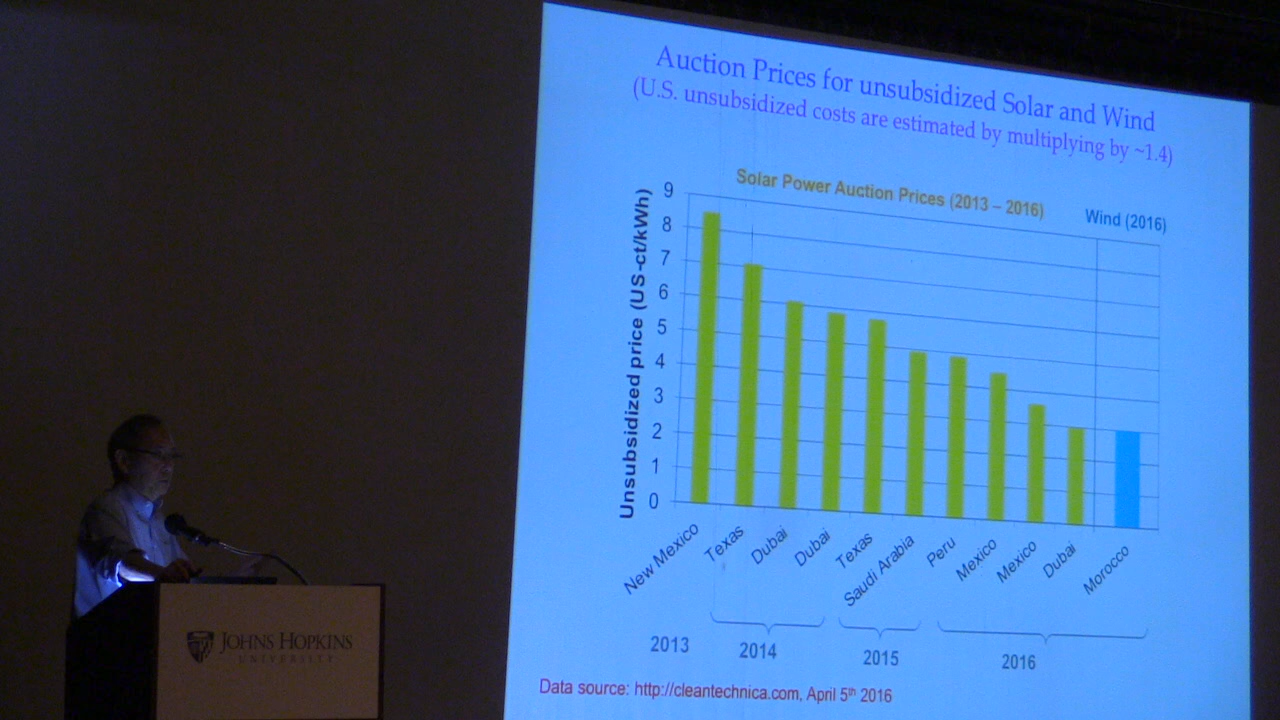 Auction Prices for unsubsidized Solar and Wind
(U.S. unsubsidized costs are estimated by multiplying by ~1.4)
Solar Power Auction Prices (2013 – 2016)
Wind (2016)
Unsubsidized price (US-ct/kWh)
9
8
7
6
5
4
3
2
1
0
New Mexico
Texas
Dubai
Dubai
Texas
Saudi Arabia
Peru
Mexico
Mexico
Dubai
Morocco
2013
2014
2015
2016
Data source: http://cleantechnica.com, April 5th 2016
JOHNS HOPKINS
UNIVERSITY